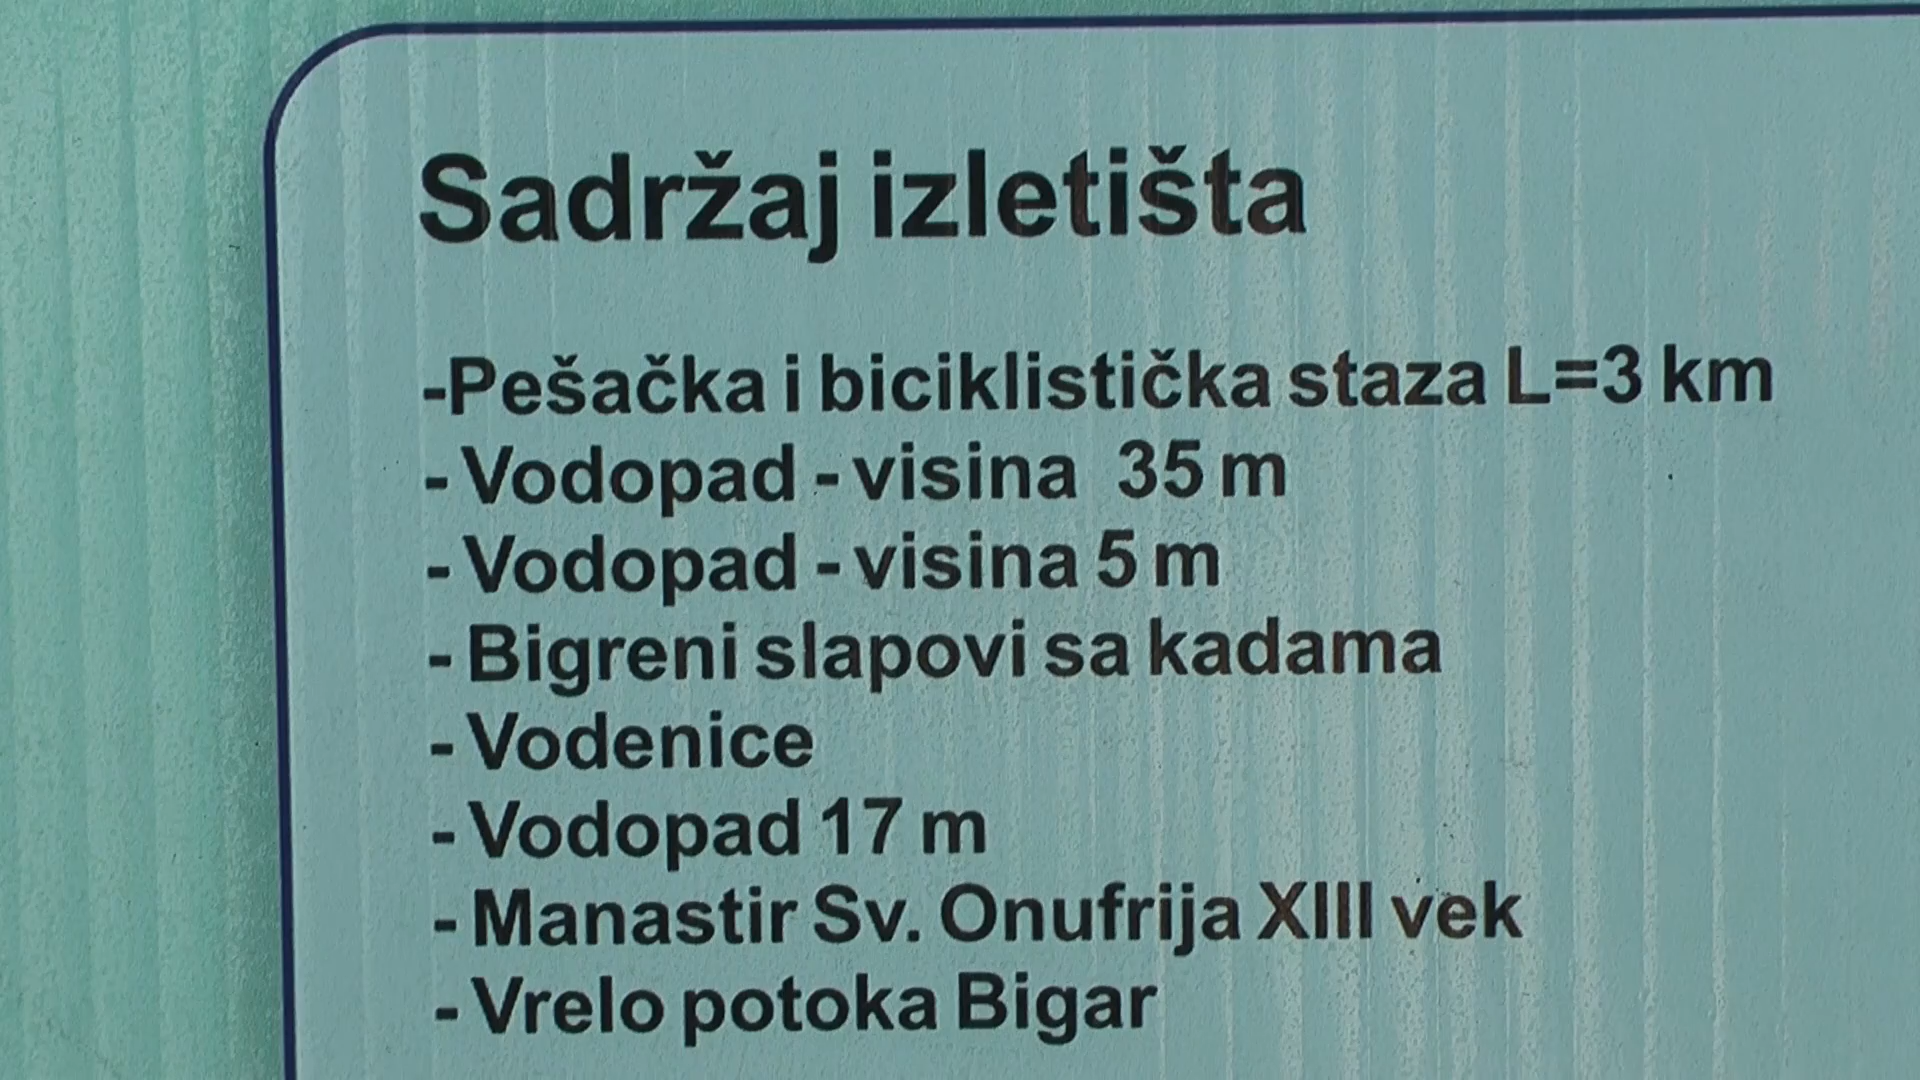 Sadržaj izletišta
-Pešačka i biciklistička staza L=3 km
- Vodopad - visina 35 m
- Vodopad - visina 5 m
- Bigreni slapovi sa kadama
- Vodenice
- Vodopad 17 m
- Manastir Sv. Onufrija XIII vek
- Vrelo potoka Bigar